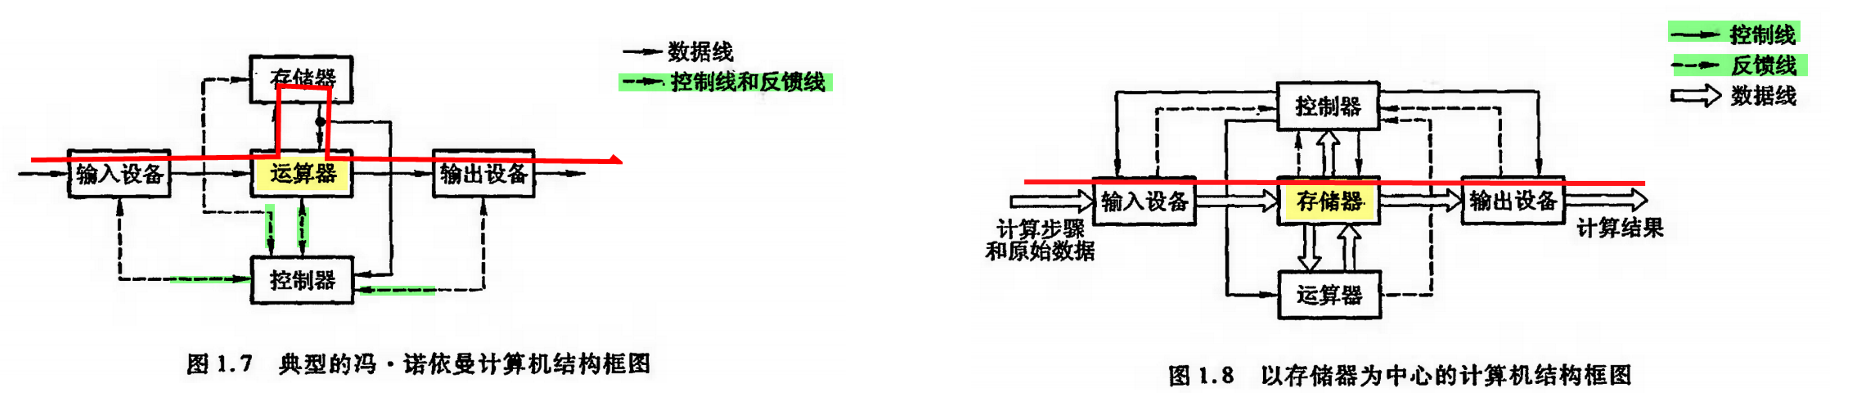 数据线
控制线和反馈线
存储器
输入设备
运算器
输出设备
控制器
图1.7 典型的冯·诺依曼计算机结构框图
控制线
反馈线
数据线
控制器
输入设备
存储器
输出设备
计算步骤
和原始数据
计算结果
运算器
图1.8 以存储器为中心的计算机结构框图